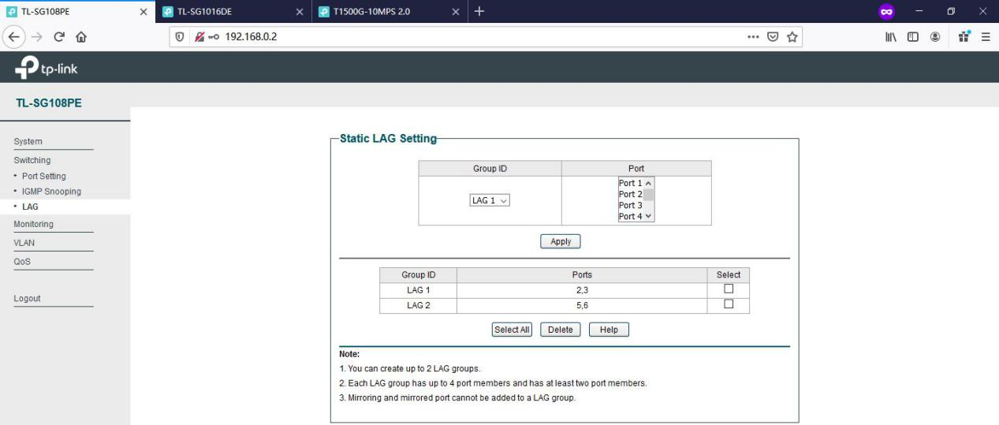 TL-SG108PE
TL-SG1016DE
T1500G-10MPS 2.0
192.168.0.2
tp-link
TL-SG108PE
System
Switching
• Port Setting
• IGMP Snooping
• LAG
Monitoring
VLAN
QoS
Logout
Static LAG Setting
Group ID Port
LAG 1
Port 1
Port 2
Port 3
Port 4
Apply
Group ID Ports Select
LAG 1 2,3
LAG 2 5,6
Select All Delete Help
Note:
1. You can create up to 2 LAG groups.
2. Each LAG group has up to 4 port members and has at least two port members.
3. Mirroring and mirrored port cannot be added to a LAG group.